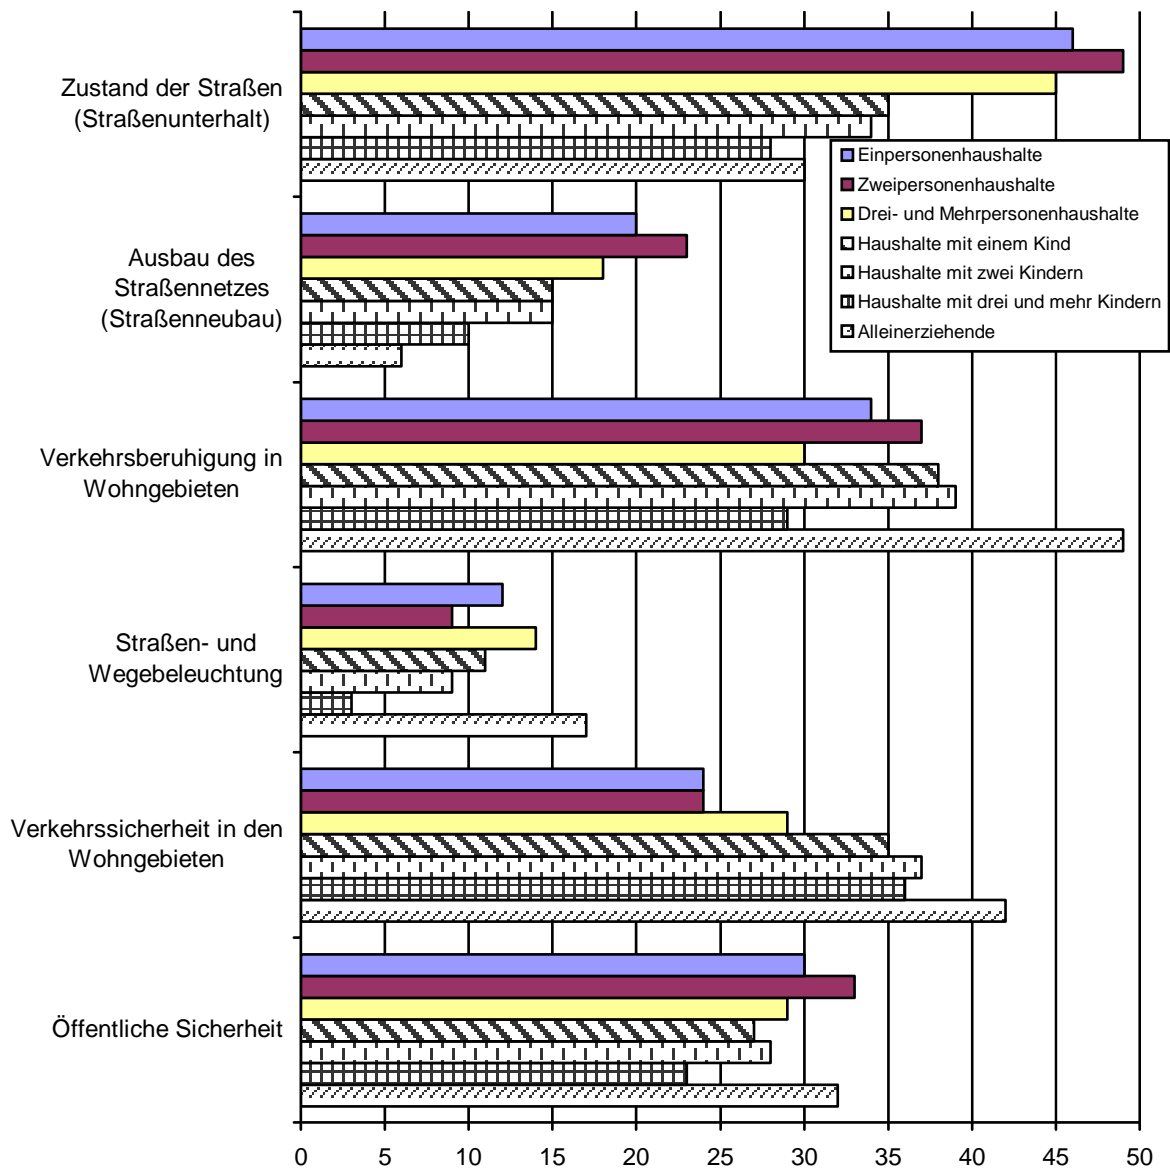 Zustand der Straßen
(Straßenunterhalt)
Ausbau des
Straßennetzes
(Straßenneubau)
Verkehrsberuhigung in
Wohngebieten
Straßen- und
Wegebeleuchtung
Verkehrssicherheit in den
Wohngebieten
Öffentliche Sicherheit
Einpersonenhaushalte
Zweipersonenhaushalte
Drei- und Mehrpersonenhaushalte
Haushalte mit einem Kind
Haushalte mit zwei Kindern
Haushalte mit drei und mehr Kindern
Alleinerziehende
0 5 10 15 20 25 30 35 40 45 50